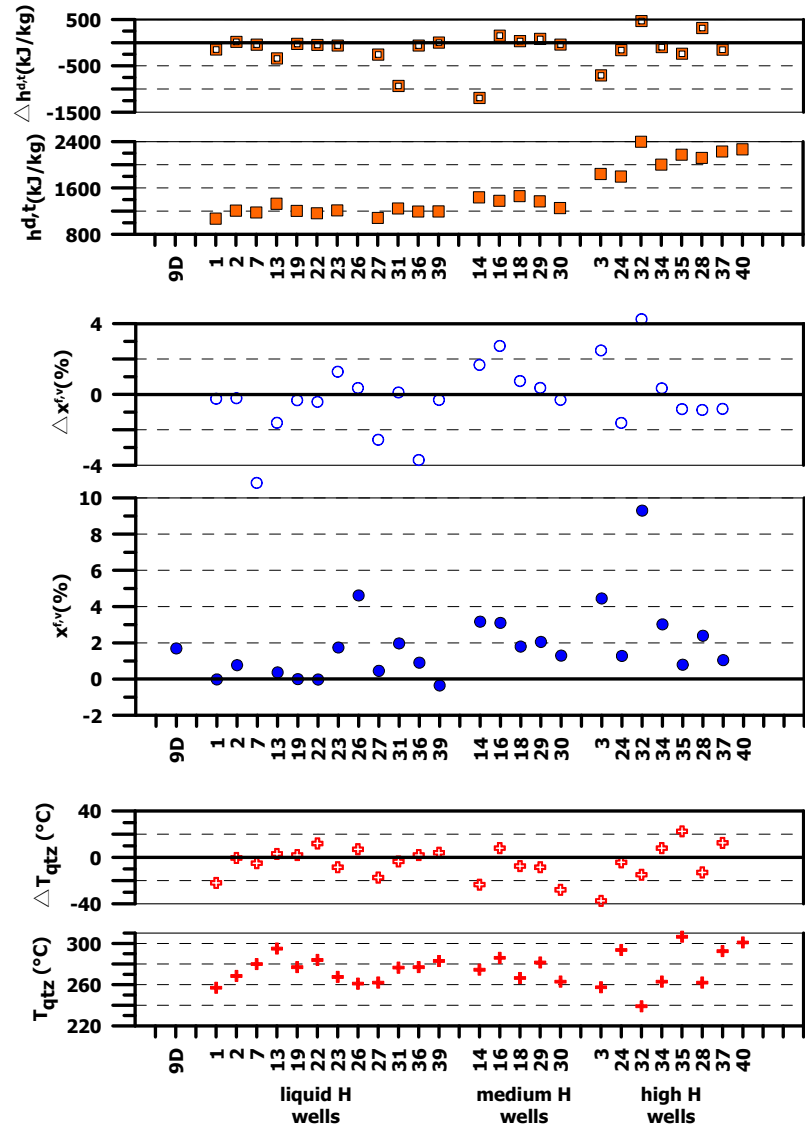 △h^d,t(kJ/kg)
500
-500
-1500
h^d,t(kJ/kg)
2400
1600
800
9D 1 2 7 13 19 22 23 26 27 31 36 39 14 16 18 29 30 3 24 32 34 35 28 37 40
△x^f,v(%)
4
0
-4
x^f,v(%)
10
8
6
4
2
0
-2
9D 1 2 7 13 19 22 23 26 27 31 36 39 14 16 18 29 30 3 24 32 34 35 28 37 40
△T_qtz(°C)
40
0
-40
T_qtz(°C)
300
260
220
9D 1 2 7 13 19 22 23 26 27 31 36 39 14 16 18 29 30 3 24 32 34 35 28 37 40
liquid H medium H high H
wells wells wells